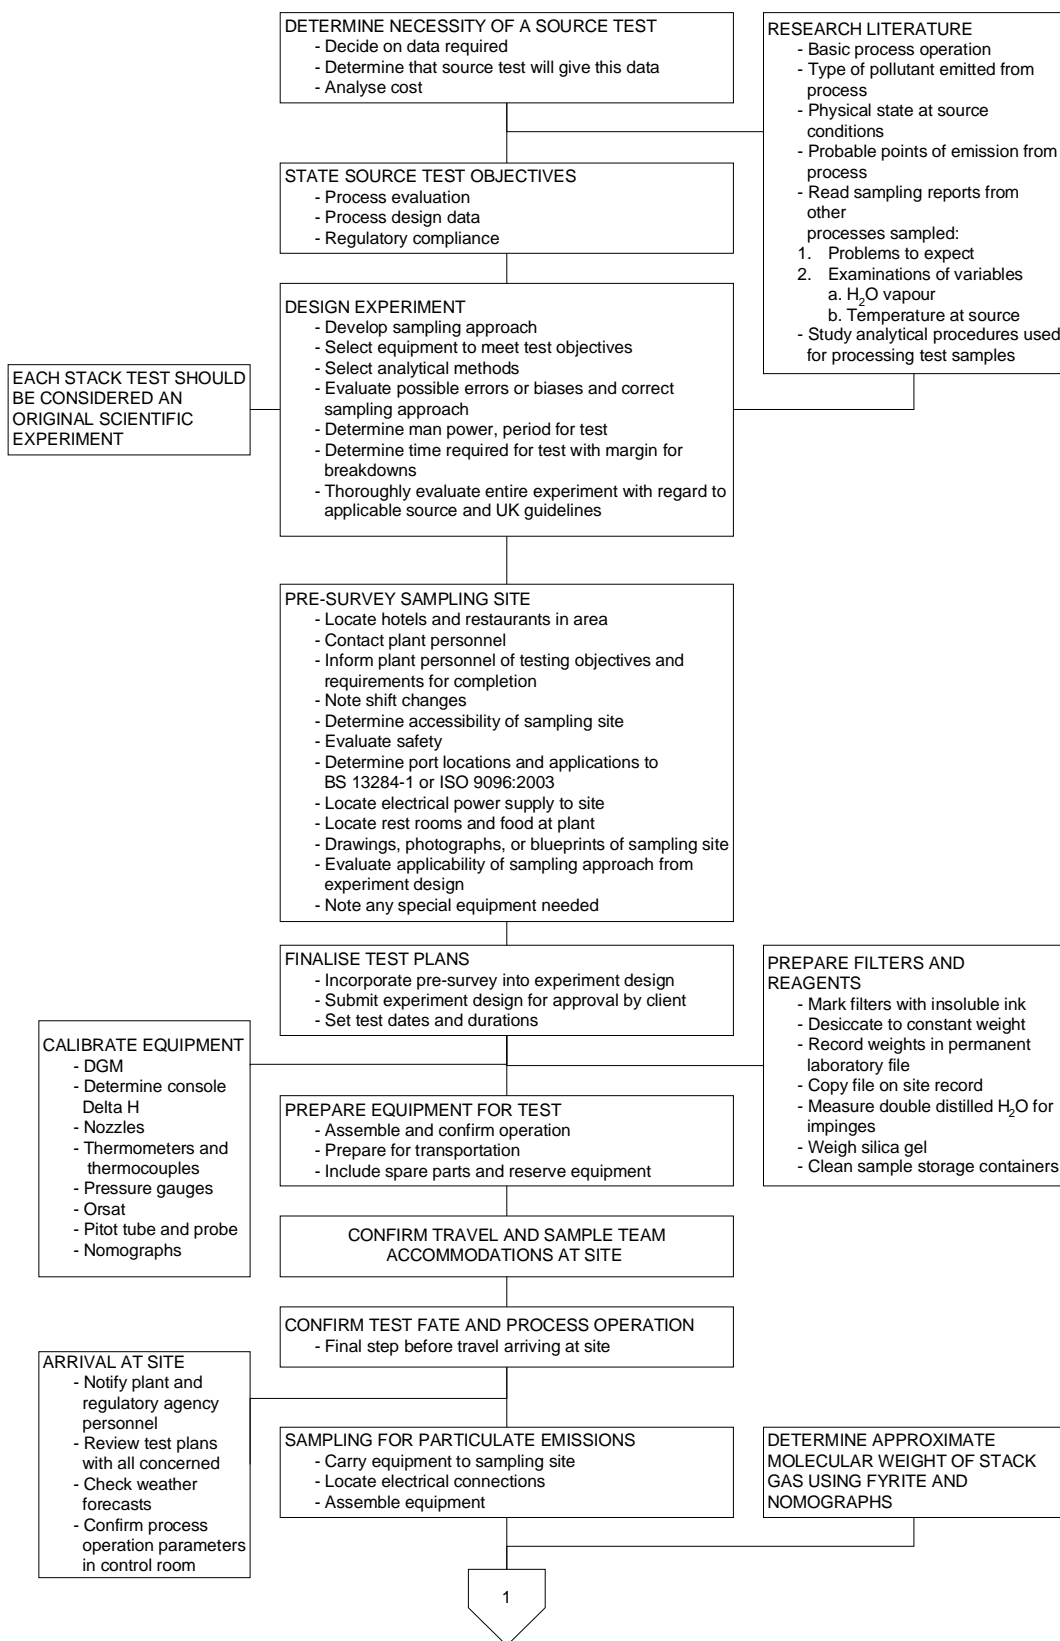 DETERMINE NECESSITY OF A SOURCE TEST
- Decide on data required
- Determine that source test will give this data
- Analyse cost
RESEARCH LITERATURE
- Basic process operation
- Type of pollutant emitted from
process
- Physical state at source
conditions
- Probable points of emission from
process
- Read sampling reports from
other
processes sampled:
1. Problems to expect
2. Examinations of variables
a. H2O vapour
b. Temperature at source
- Study analytical procedures used
for processing test samples
STATE SOURCE TEST OBJECTIVES
- Process evaluation
- Process design data
- Regulatory compliance
DESIGN EXPERIMENT
- Develop sampling approach
- Select equipment to meet test objectives
- Select analytical methods
- Evaluate possible errors or biases and correct
sampling approach
- Determine man power, period for test
- Determine time required for test with margin for
breakdowns
- Thoroughly evaluate entire experiment with regard to
applicable source and UK guidelines
EACH STACK TEST SHOULD
BE CONSIDERED AN
ORIGINAL SCIENTIFIC
EXPERIMENT
PRE-SURVEY SAMPLING SITE
- Locate hotels and restaurants in area
- Contact plant personnel
- Inform plant personnel of testing objectives and
requirements for completion
- Note shift changes
- Determine accessibility of sampling site
- Evaluate safety
- Determine port locations and applications to
BS 13284-1 or ISO 9096:2003
- Locate electrical power supply to site
- Locate rest rooms and food at plant
- Drawings, photographs, or blueprints of sampling site
- Evaluate applicability of sampling approach from
experiment design
- Note any special equipment needed
FINALISE TEST PLANS
- Incorporate pre-survey into experiment design
- Submit experiment design for approval by client
- Set test dates and durations
PREPARE FILTERS AND
REAGENTS
- Mark filters with insoluble ink
- Desiccate to constant weight
- Record weights in permanent
laboratory file
- Copy file on site record
- Measure double distilled H2O for
impinges
- Weigh silica gel
- Clean sample storage containers
CALIBRATE EQUIPMENT
- DGM
- Determine console
Delta H
- Nozzles
- Thermometers and
thermocouples
- Pressure gauges
- Orsat
- Pitot tube and probe
- Nomographs
PREPARE EQUIPMENT FOR TEST
- Assemble and confirm operation
- Prepare for transportation
- Include spare parts and reserve equipment
CONFIRM TRAVEL AND SAMPLE TEAM
ACCOMMODATIONS AT SITE
CONFIRM TEST FATE AND PROCESS OPERATION
- Final step before travel arriving at site
ARRIVAL AT SITE
- Notify plant and
regulatory agency
personnel
- Review test plans
with all concerned
- Check weather
forecasts
- Confirm process
operation parameters
in control room
SAMPLING FOR PARTICULATE EMISSIONS
- Carry equipment to sampling site
- Locate electrical connections
- Assemble equipment
DETERMINE APPROXIMATE
MOLECULAR WEIGHT OF STACK
GAS USING FYRITE AND
NOMOGRAPHS
1